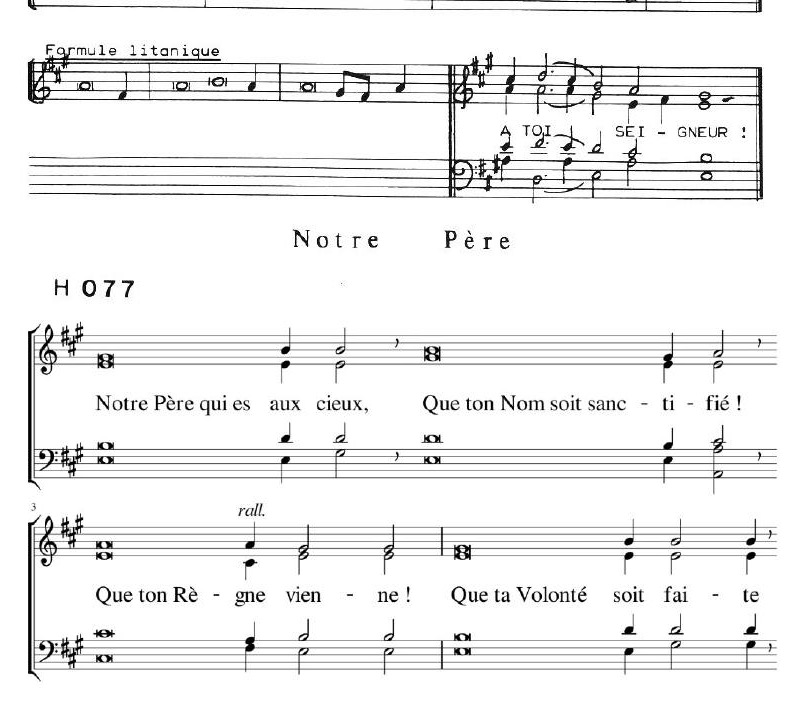 Formule litanique
A TOI SEI - GNEUR !
Notre Père
H 077
Notre Père qui es aux cieux, Que ton Nom soit sanc - ti - fié !
3
rall.
Que ton Rè - gne vien - ne ! Que ta Volonté soit fai - te